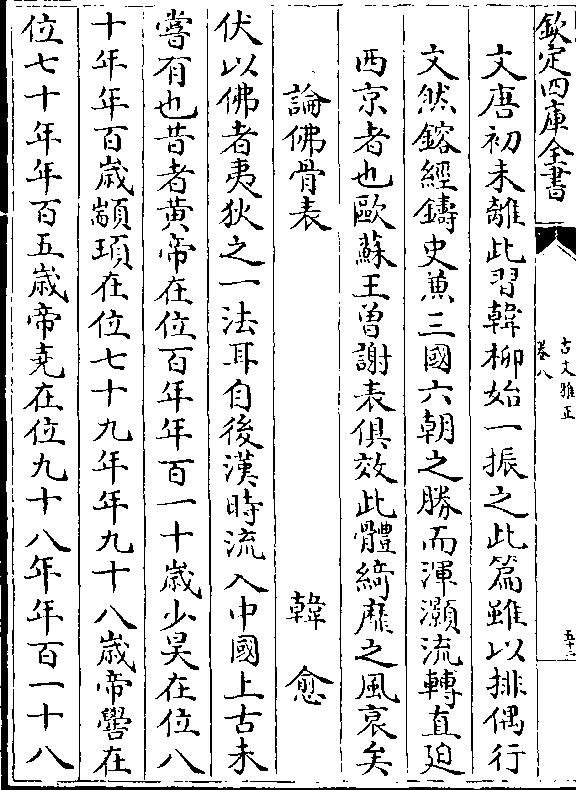 欽定四庫全書
古文雅正
卷八
五十二
文唐初未離此習韓柳始一振之此篇雖以排偶行
文然鎔經鑄史兼三國六朝之勝而渾灝流轉直廹
西京者也歐蘇王曾謝表俱效此體綺靡之風衰矣
論佛骨表　韓愈
伏以佛者夷狄之一法耳自後漢時流入中國上古未
嘗有也昔者黃帝在位百年年百一十歲少昊在位八
十年年百歲顓頊在位七十九年年九十八歲帝嚳在
位七十年年百五歲帝堯在位九十八年年百一十八